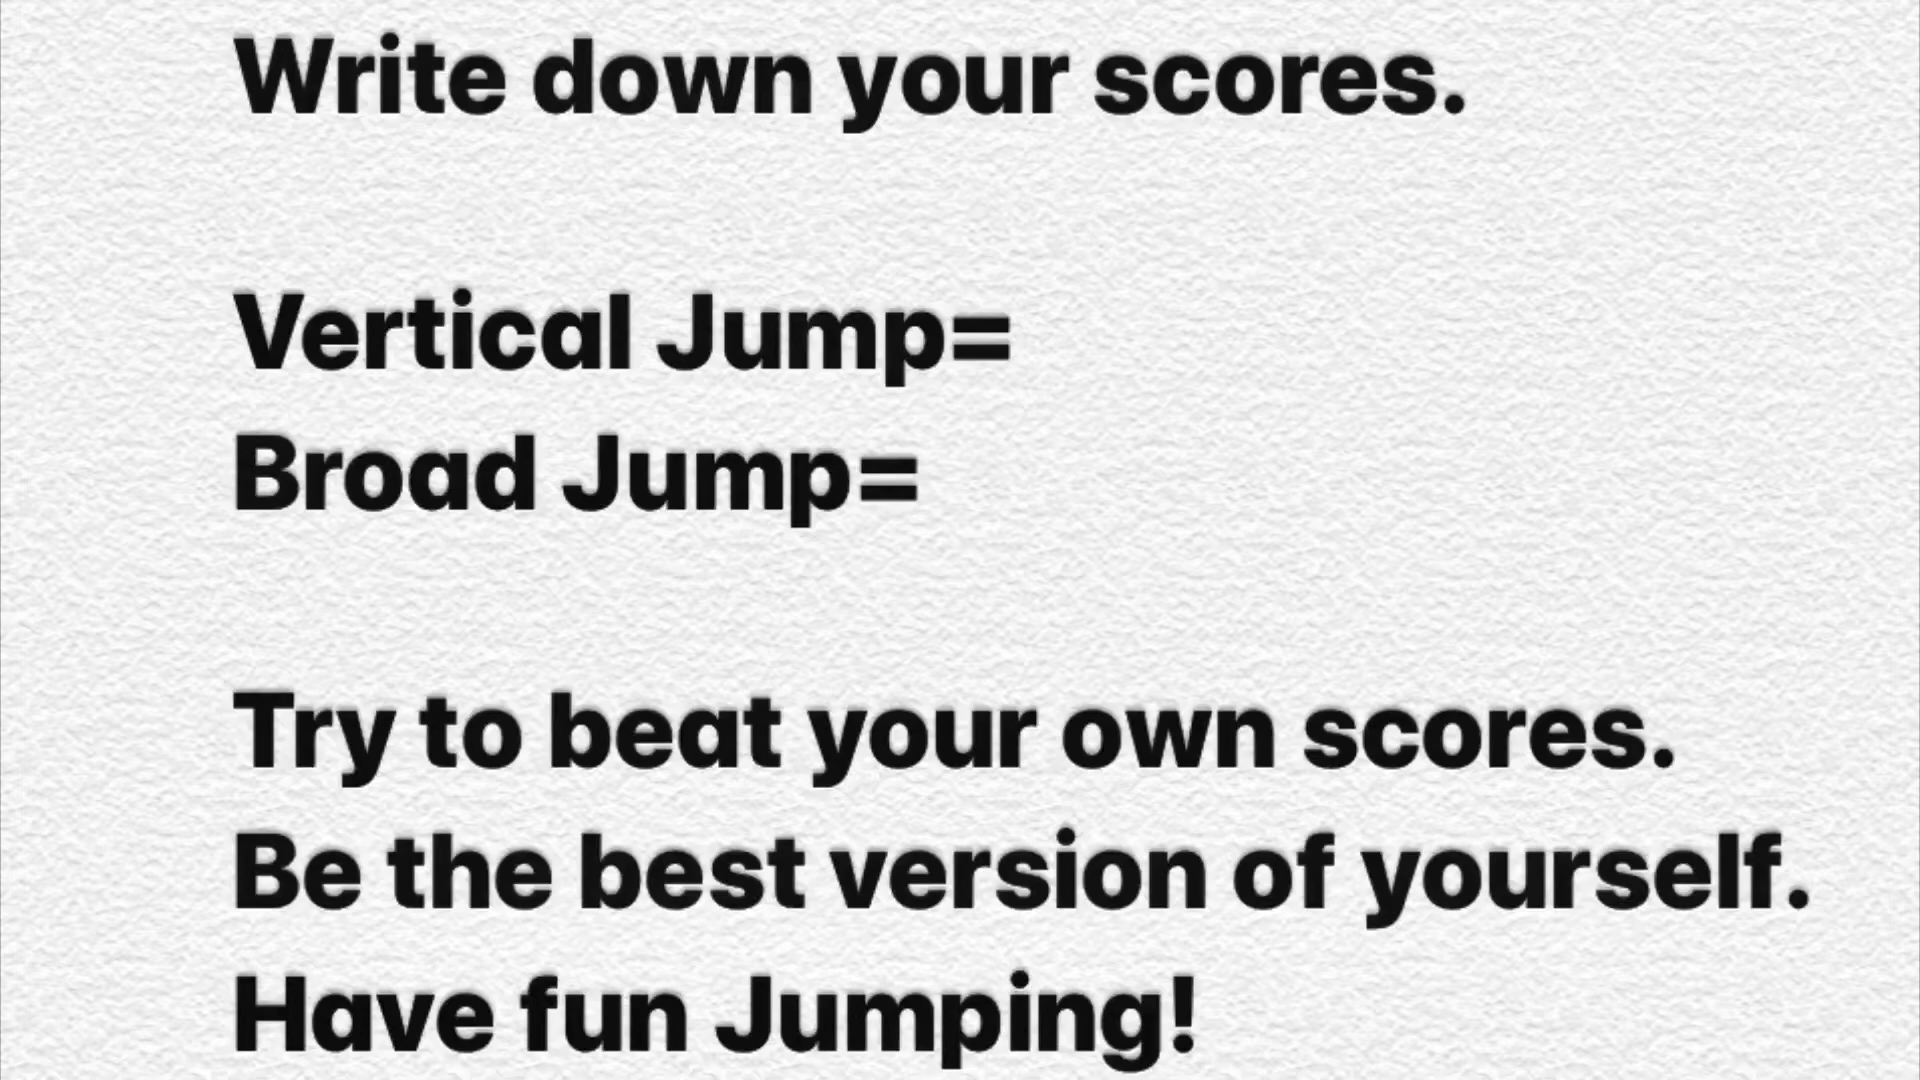 Write down your scores.
Vertical Jump=
Broad Jump=
Try to beat your own scores.
Be the best version of yourself.
Have fun Jumping!